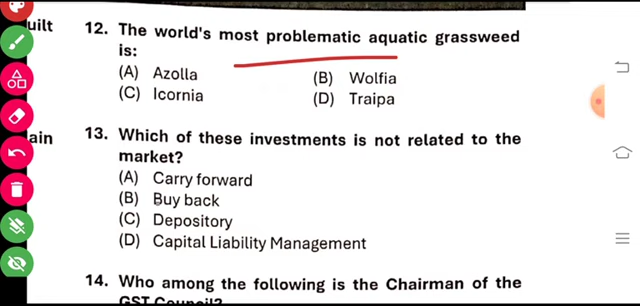 uilt
12. The world's most problematic aquatic grassweed
is:
(A) Azolla (B) Wolfia
(C) Icornia (D) Traipa
ain
13. Which of these investments is not related to the
market?
(A) Carry forward
(B) Buy back
(C) Depository
(D) Capital Liability Management
14. Who among the following is the Chairman of the
GST Council?